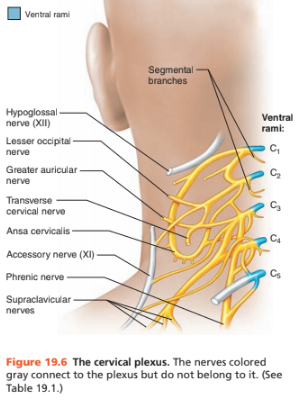 Ventral rami
Segmental
branches
Hypoglossal
nerve (XII)
Lesser occipital
nerve
Greater auricular
nerve
Transverse
cervical nerve
Ansa cervicalis
Accessory nerve (XI)
Phrenic nerve
Supraclavicular
nerves
Ventral
rami:
C1
C2
C3
C4
C5
Figure 19.6 The cervical plexus. The nerves colored
gray connect to the plexus but do not belong to it. (See
Table 19.1.)